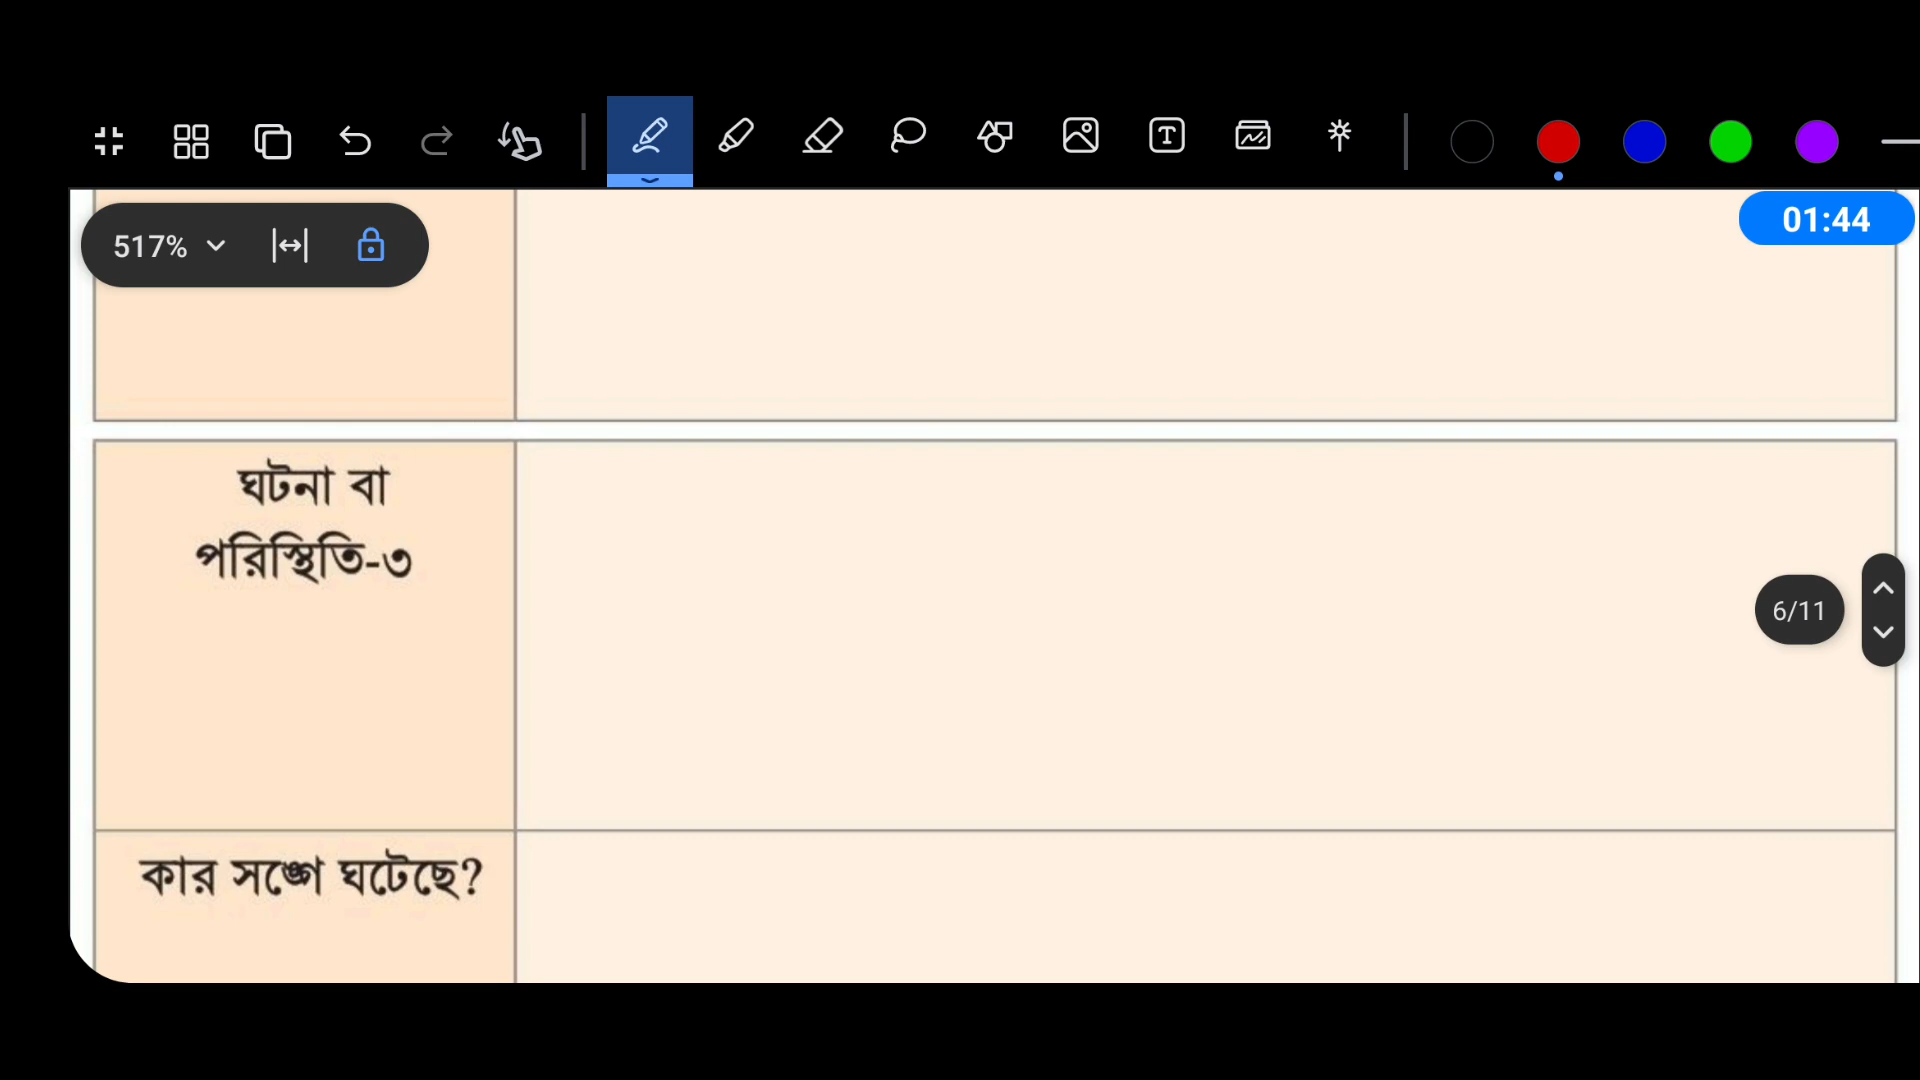 517%
01:44
ঘটনা বা
পরিস্থিতি-৩
6/11
কার সঙ্গে ঘটেছে?